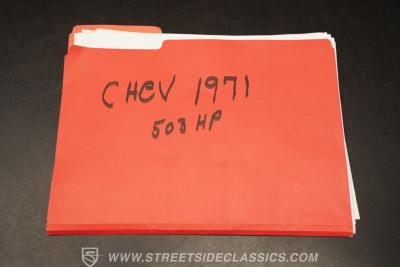 CHEV 1971
503 HP
WWW.STREETSIDECLASSICS.COM